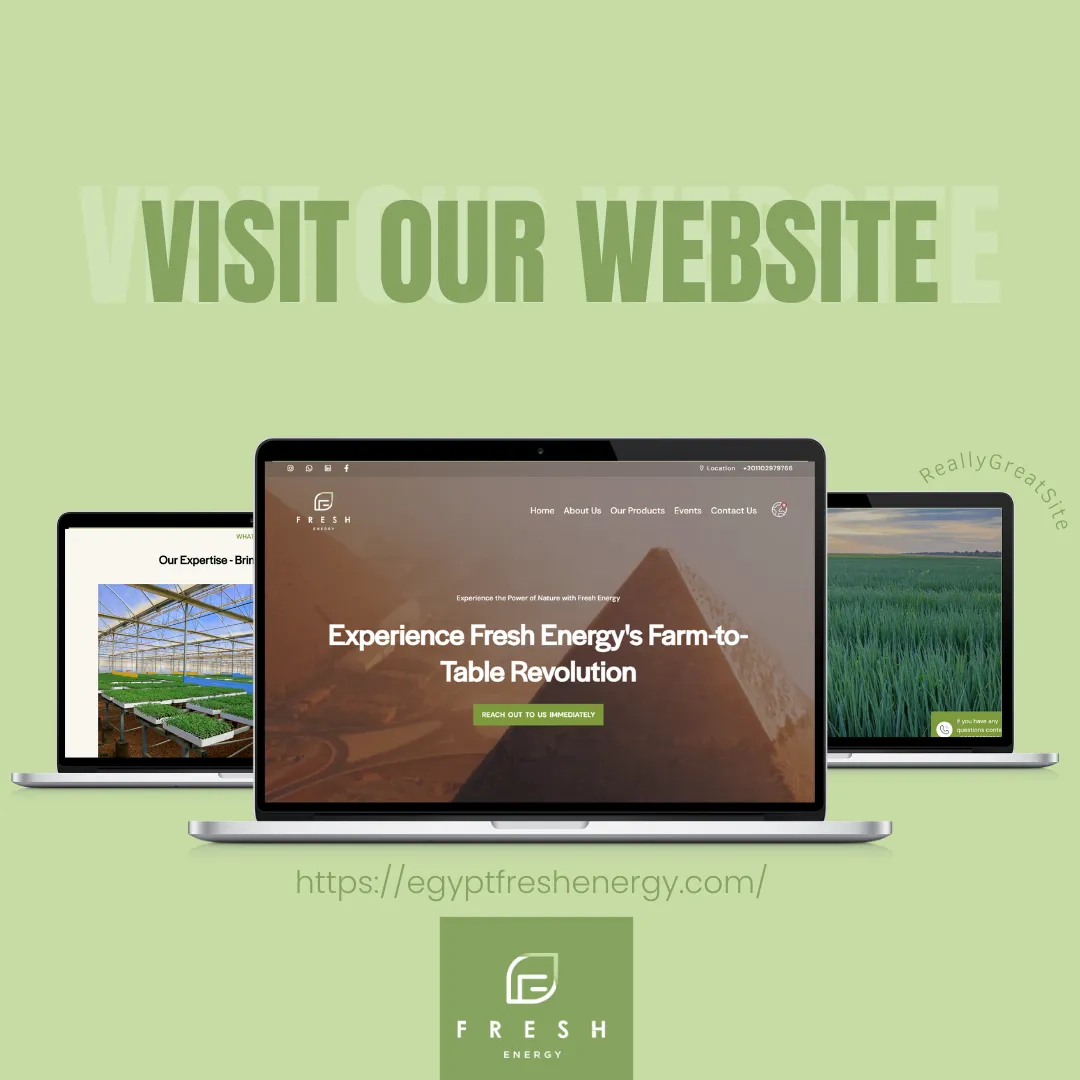 VISIT OUR WEBSITE
ReallyGreatSite
Location +201102979766
FRESH
ENERGY
Home About Us Our Products Events Contact Us
WHAT
Our Expertise - Brin
Experience the Power of Nature with Fresh Energy
Experience Fresh Energy's Farm-to-
Table Revolution
REACH OUT TO US IMMEDIATELY
If you have any
questions conta
https://egyptfreshenergy.com/
FRESH
ENERGY